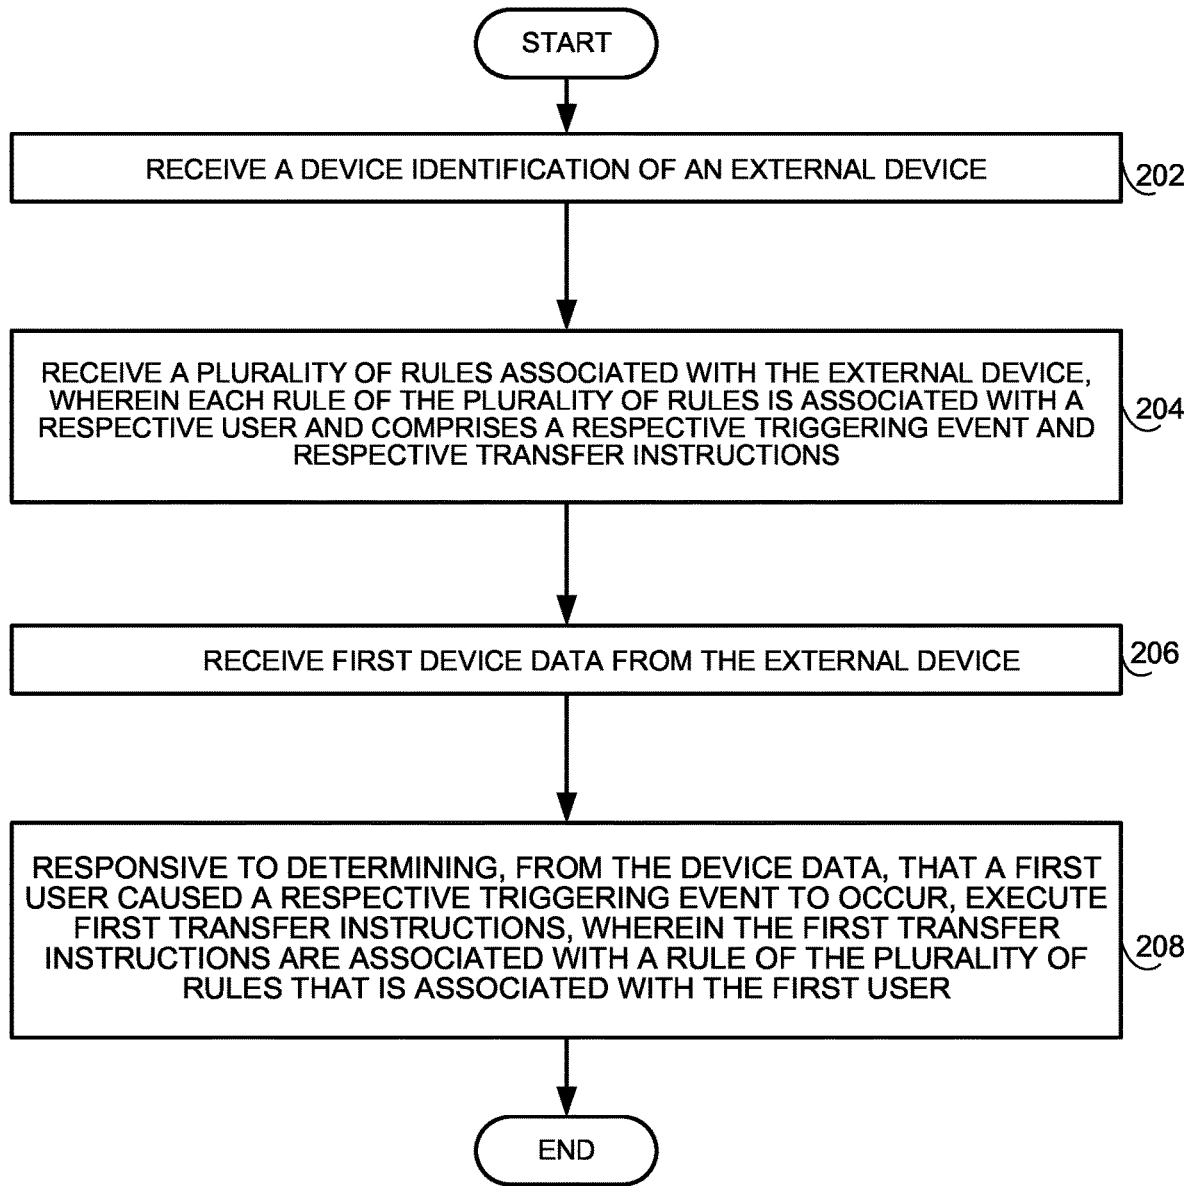 START
RECEIVE A DEVICE IDENTIFICATION OF AN EXTERNAL DEVICE
202
RECEIVE A PLURALITY OF RULES ASSOCIATED WITH THE EXTERNAL DEVICE,
WHEREIN EACH RULE OF THE PLURALITY OF RULES IS ASSOCIATED WITH A
RESPECTIVE USER AND COMPRISES A RESPECTIVE TRIGGERING EVENT AND
RESPECTIVE TRANSFER INSTRUCTIONS
204
RECEIVE FIRST DEVICE DATA FROM THE EXTERNAL DEVICE
206
RESPONSIVE TO DETERMINING, FROM THE DEVICE DATA, THAT A FIRST
USER CAUSED A RESPECTIVE TRIGGERING EVENT TO OCCUR, EXECUTE
FIRST TRANSFER INSTRUCTIONS, WHEREIN THE FIRST TRANSFER
INSTRUCTIONS ARE ASSOCIATED WITH A RULE OF THE PLURALITY OF
RULES THAT IS ASSOCIATED WITH THE FIRST USER
208
END